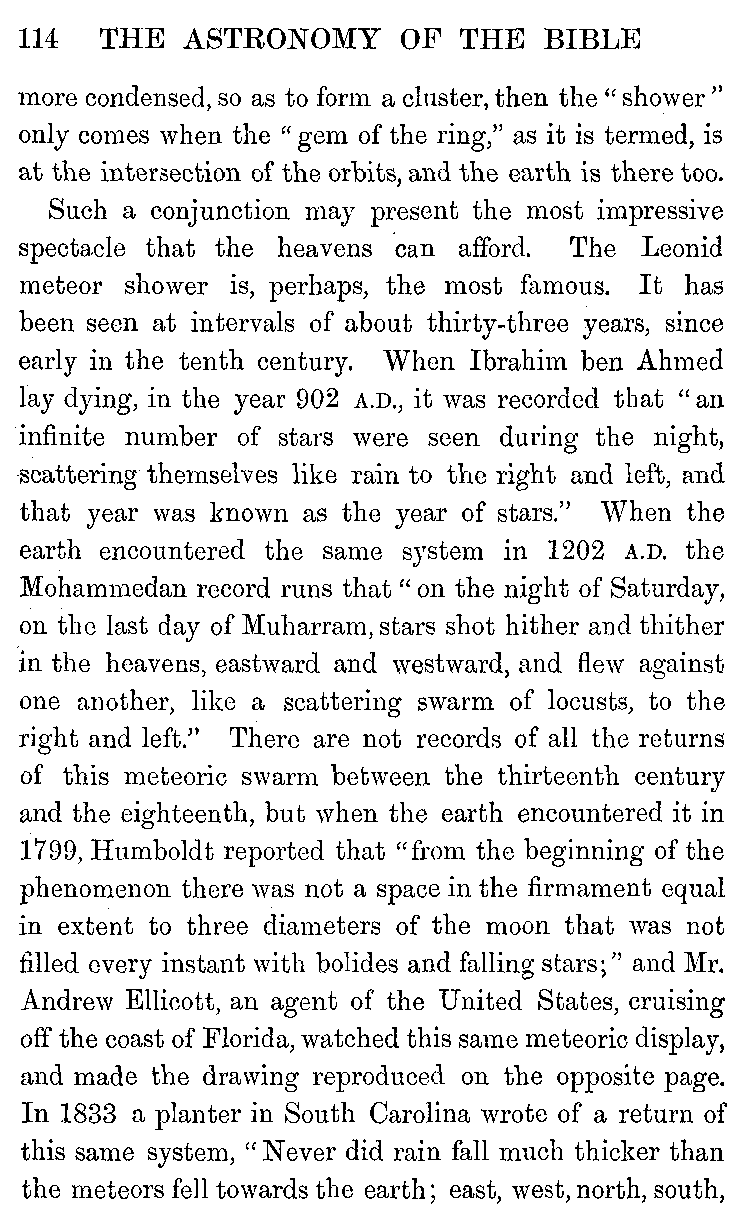 114 THE ASTRONOMY OF THE BIBLE
more condensed, so as to form a cluster, then the “shower”
only comes when the “gem of the ring,” as it is termed, is
at the intersection of the orbits, and the earth is there too.
Such a conjunction may present the most impressive
spectacle that the heavens can afford. The Leonid
meteor shower is, perhaps, the most famous. It has
been seen at intervals of about thirty-three years, since
early in the tenth century. When Ibrahim ben Ahmed
lay dying, in the year 902 A.D., it was recorded that “an
infinite number of stars were seen during the night,
scattering themselves like rain to the right and left, and
that year was known as the year of stars.” When the
earth encountered the same system in 1202 A.D. the
Mohammedan record runs that “on the night of Saturday,
on the last day of Muharram, stars shot hither and thither
in the heavens, eastward and westward, and flew against
one another, like a scattering swarm of locusts, to the
right and left.” There are not records of all the returns
of this meteoric swarm between the thirteenth century
and the eighteenth, but when the earth encountered it in
1799, Humboldt reported that “from the beginning of the
phenomenon there was not a space in the firmament equal
in extent to three diameters of the moon that was not
filled every instant with bolides and falling stars;” and Mr.
Andrew Ellicott, an agent of the United States, cruising
off the coast of Florida, watched this same meteoric display,
and made the drawing reproduced on the opposite page.
In 1833 a planter in South Carolina wrote of a return of
this same system, “Never did rain fall much thicker than
the meteors fell towards the earth; east, west, north, south,